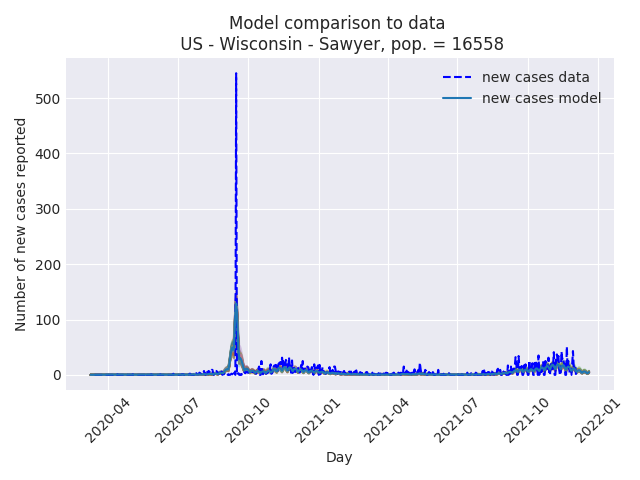 Model comparison to data
US - Wisconsin - Sawyer, pop. = 16558
new cases data
new cases model
Number of new cases reported
500
400
300
200
100
0
2020-04
2020-07
2020-10
2021-01
2021-04
2021-07
2021-10
2022-01
Day